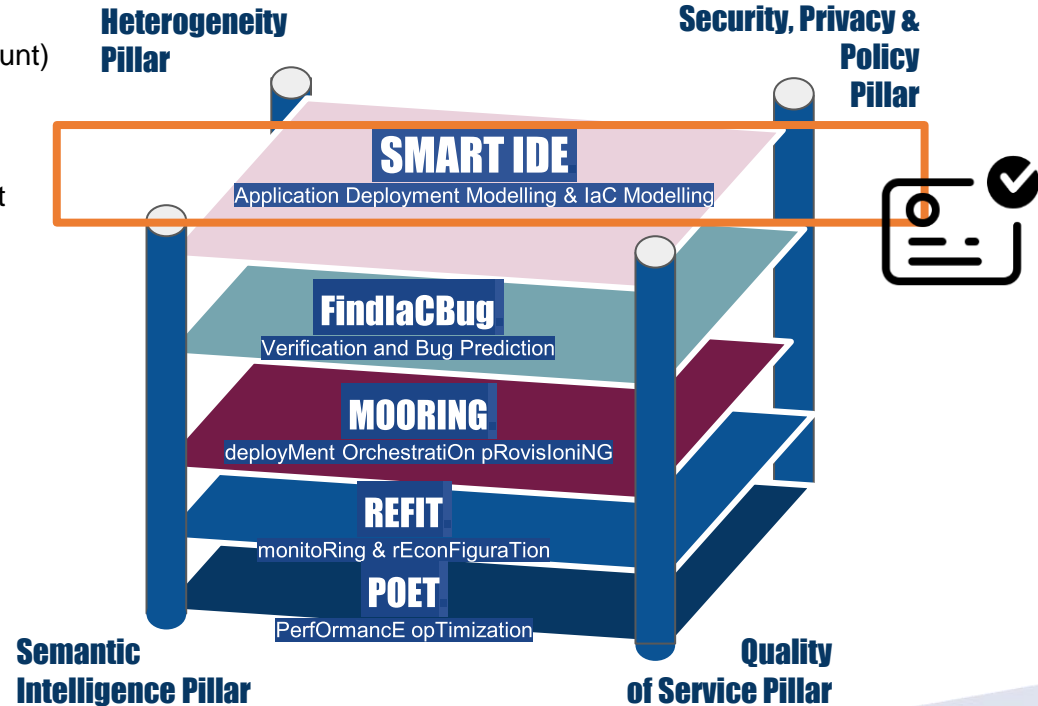 Heterogeneity
Pillar
Security, Privacy &
Policy
Pillar
unt)
t
SMART IDE
Application Deployment Modelling & IaC Modelling
FindIaCBug
Verification and Bug Prediction
MOORING
deployMent OrchestratiOn pRovisIoniNG
REFIT
monitoRing & rEconFiguraTion
POET
PerfOrmancE opTimization
Semantic
Intelligence Pillar
Quality
of Service Pillar